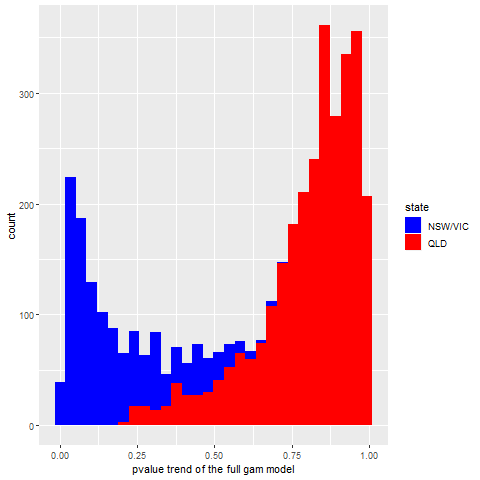 300
200
100
0
count
0.00 0.25 0.50 0.75 1.00
pvalue trend of the full gam model
state
NSW/VIC
QLD